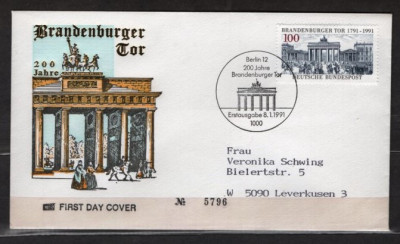 Brandenburger
Tor
200
Jahre
Berlin 12
200 Jahre
Brandenburger Tor
Erstausgabe 8.1.1991
1000
BRANDENBURGER TOR 1791-1991
100
DEUTSCHE BUNDESPOST
Frau
Veronika Schwing
Bielertstr. 5
W 5090 Leverkusen 3
FIRST DAY COVER
№ 5796